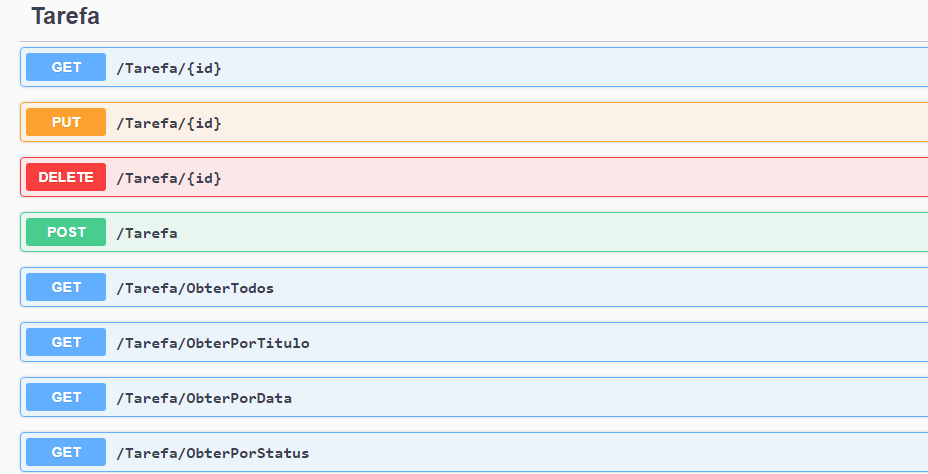 Tarefa
GET /Tarefa/{id}
PUT /Tarefa/{id}
DELETE /Tarefa/{id}
POST /Tarefa
GET /Tarefa/ObterTodos
GET /Tarefa/ObterPorTitulo
GET /Tarefa/ObterPorData
GET /Tarefa/ObterPorStatus